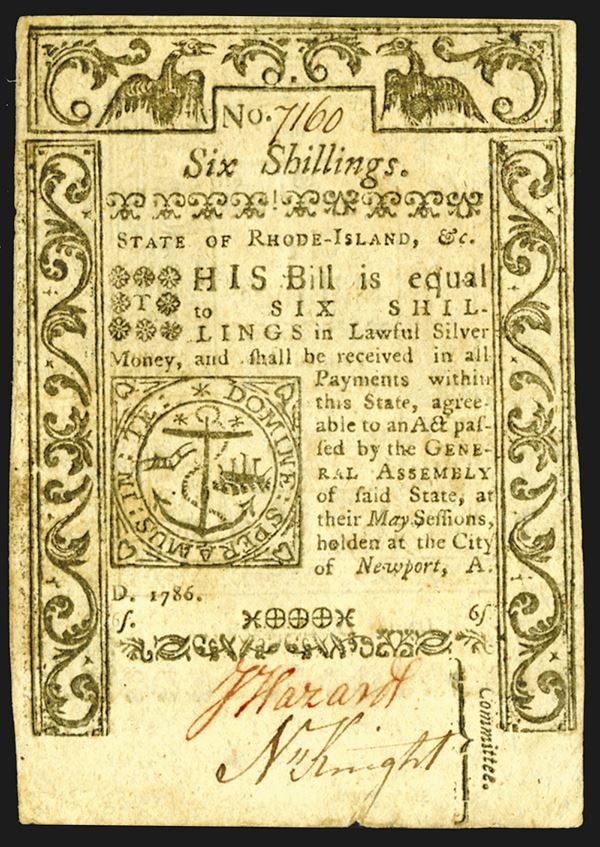 No. 7160
Six Shillings.
STATE OF RHODE-ISLAND, &c.
THIS Bill is equal
to SIX SHIL-
LINGS in Lawful Silver
Money, and ſhall be received in all
Payments within
this State, agree-
able to an Act paſ-
ſed by the GENE-
RAL ASSEMBLY
of ſaid State, at
their May Seſſions,
holden at the City
of Newport, A.
D. 1786.
IN : TE : DOMINE : SPERAMUS :
6ſ
J Hazard
Nn Knight
Committee.